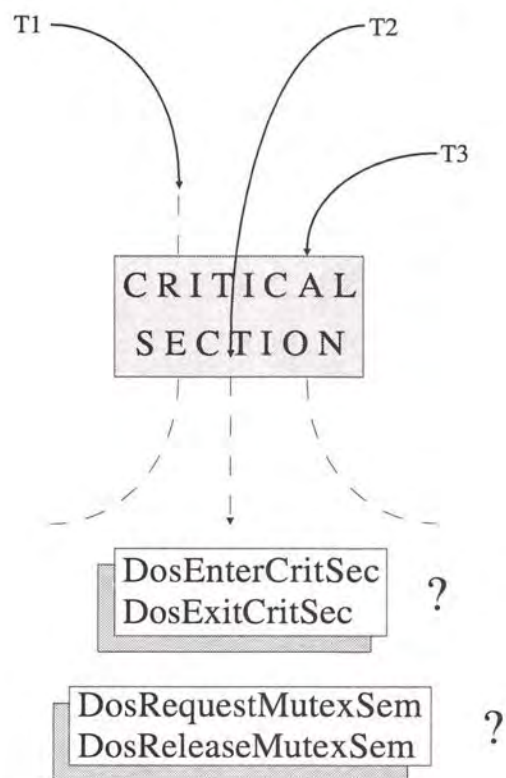 T1
T2
T3
CRITICAL
SECTION
DosEnterCritSec
DosExitCritSec
?
DosRequestMutexSem
DosReleaseMutexSem
?